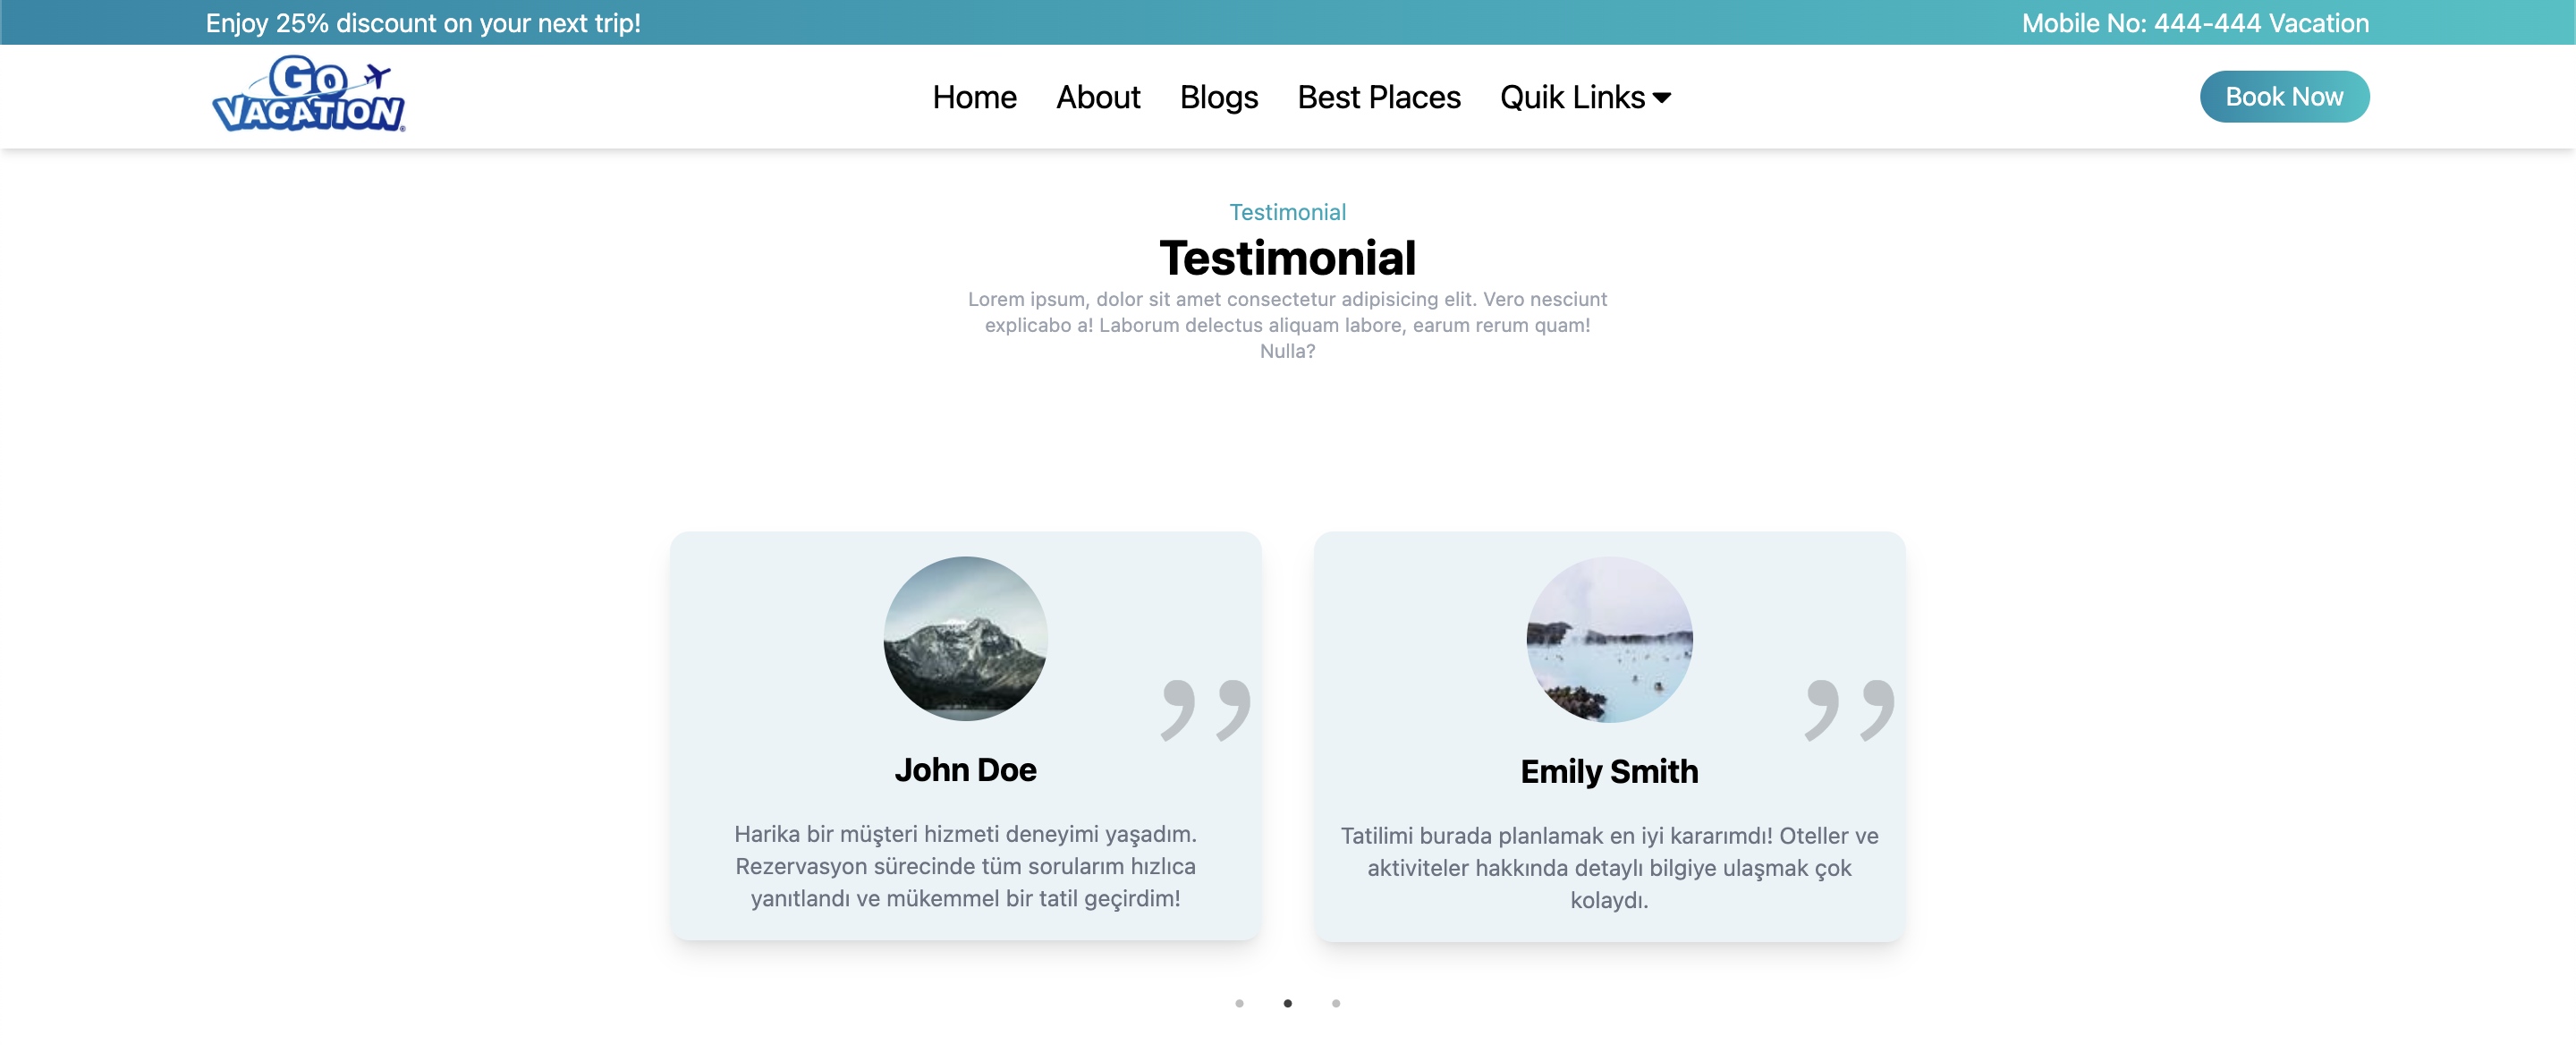 Enjoy 25% discount on your next trip!
Mobile No: 444-444 Vacation
Go
VACATION
Home About Blogs Best Places Quik Links
Book Now
Testimonial
Testimonial
Lorem ipsum, dolor sit amet consectetur adipisicing elit. Vero nesciunt
explicabo a! Laborum delectus aliquam labore, earum rerum quam!
Nulla?
,,
John Doe
Harika bir müşteri hizmeti deneyimi yaşadım.
Rezervasyon sürecinde tüm sorularım hızlıca
yanıtlandı ve mükemmel bir tatil geçirdim!
,,
Emily Smith
Tatilimi burada planlamak en iyi kararımdı! Oteller ve
aktiviteler hakkında detaylı bilgiye ulaşmak çok
kolaydı.